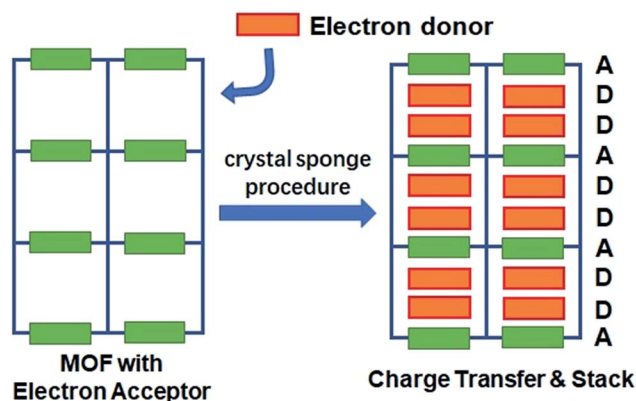 Electron donor
crystal sponge
procedure
A
D
D
A
D
D
A
D
D
A
MOF with
Electron Acceptor
Charge Transfer & Stack